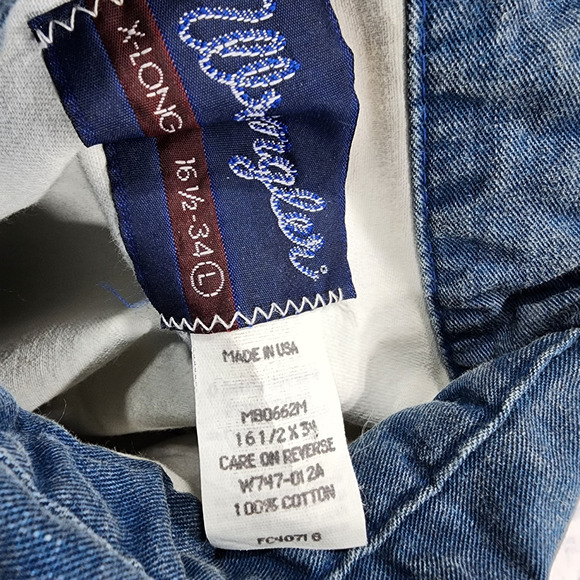 Wrangler
X-LONG 16 1/2-34 L
MADE IN USA
MB0662M
16 1/2 X 34
CARE ON REVERSE
W747-012A
100% COTTON
FC4071 6